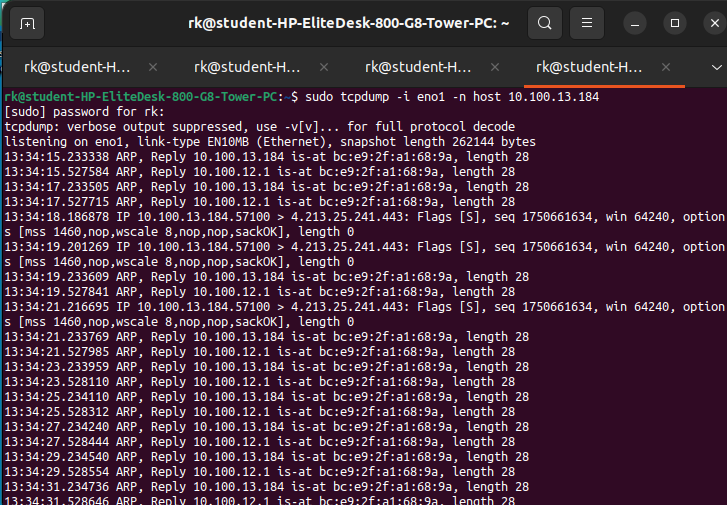 rk@student-HP-EliteDesk-800-G8-Tower-PC: ~
rk@student-H... × rk@student-H... × rk@student-H... × rk@student-H... ×
rk@student-HP-EliteDesk-800-G8-Tower-PC:~$ sudo tcpdump -i eno1 -n host 10.100.13.184
[sudo] password for rk:
tcpdump: verbose output suppressed, use -v[v]... for full protocol decode
listening on eno1, link-type EN10MB (Ethernet), snapshot length 262144 bytes
13:34:15.233338 ARP, Reply 10.100.13.184 is-at bc:e9:2f:a1:68:9a, length 28
13:34:15.527584 ARP, Reply 10.100.12.1 is-at bc:e9:2f:a1:68:9a, length 28
13:34:17.233505 ARP, Reply 10.100.13.184 is-at bc:e9:2f:a1:68:9a, length 28
13:34:17.527715 ARP, Reply 10.100.12.1 is-at bc:e9:2f:a1:68:9a, length 28
13:34:18.186878 IP 10.100.13.184.57100 > 4.213.25.241.443: Flags [S], seq 1750661634, win 64240, option
s [mss 1460,nop,wscale 8,nop,nop,sackOK], length 0
13:34:19.201269 IP 10.100.13.184.57100 > 4.213.25.241.443: Flags [S], seq 1750661634, win 64240, option
s [mss 1460,nop,wscale 8,nop,nop,sackOK], length 0
13:34:19.233609 ARP, Reply 10.100.13.184 is-at bc:e9:2f:a1:68:9a, length 28
13:34:19.527841 ARP, Reply 10.100.12.1 is-at bc:e9:2f:a1:68:9a, length 28
13:34:21.216695 IP 10.100.13.184.57100 > 4.213.25.241.443: Flags [S], seq 1750661634, win 64240, option
s [mss 1460,nop,wscale 8,nop,nop,sackOK], length 0
13:34:21.233769 ARP, Reply 10.100.13.184 is-at bc:e9:2f:a1:68:9a, length 28
13:34:21.527985 ARP, Reply 10.100.12.1 is-at bc:e9:2f:a1:68:9a, length 28
13:34:23.233959 ARP, Reply 10.100.13.184 is-at bc:e9:2f:a1:68:9a, length 28
13:34:23.528110 ARP, Reply 10.100.12.1 is-at bc:e9:2f:a1:68:9a, length 28
13:34:25.234110 ARP, Reply 10.100.13.184 is-at bc:e9:2f:a1:68:9a, length 28
13:34:25.528312 ARP, Reply 10.100.12.1 is-at bc:e9:2f:a1:68:9a, length 28
13:34:27.234240 ARP, Reply 10.100.13.184 is-at bc:e9:2f:a1:68:9a, length 28
13:34:27.528444 ARP, Reply 10.100.12.1 is-at bc:e9:2f:a1:68:9a, length 28
13:34:29.234540 ARP, Reply 10.100.13.184 is-at bc:e9:2f:a1:68:9a, length 28
13:34:29.528554 ARP, Reply 10.100.12.1 is-at bc:e9:2f:a1:68:9a, length 28
13:34:31.234736 ARP, Reply 10.100.13.184 is-at bc:e9:2f:a1:68:9a, length 28
13:34:31.528646 ARP, Reply 10.100.12.1 is-at bc:e9:2f:a1:68:9a, length 28